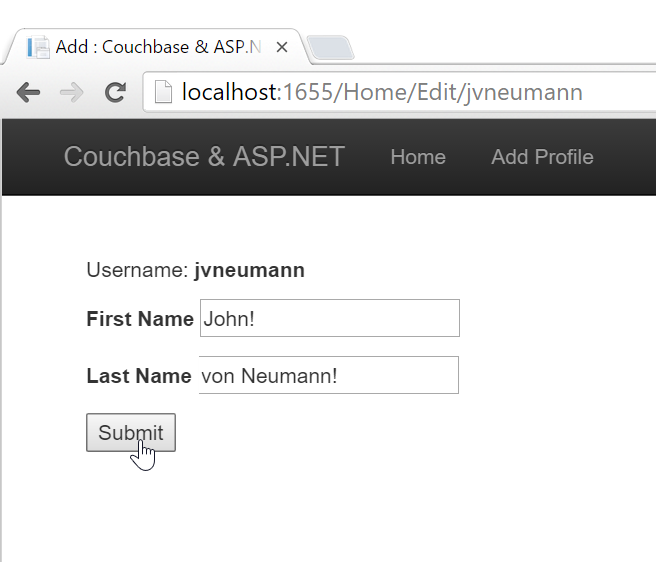 Add : Couchbase & ASP.N
localhost:1655/Home/Edit/jvneumann
Couchbase & ASP.NET Home Add Profile
Username: jvneumann
First Name John!
Last Name von Neumann!
Submit